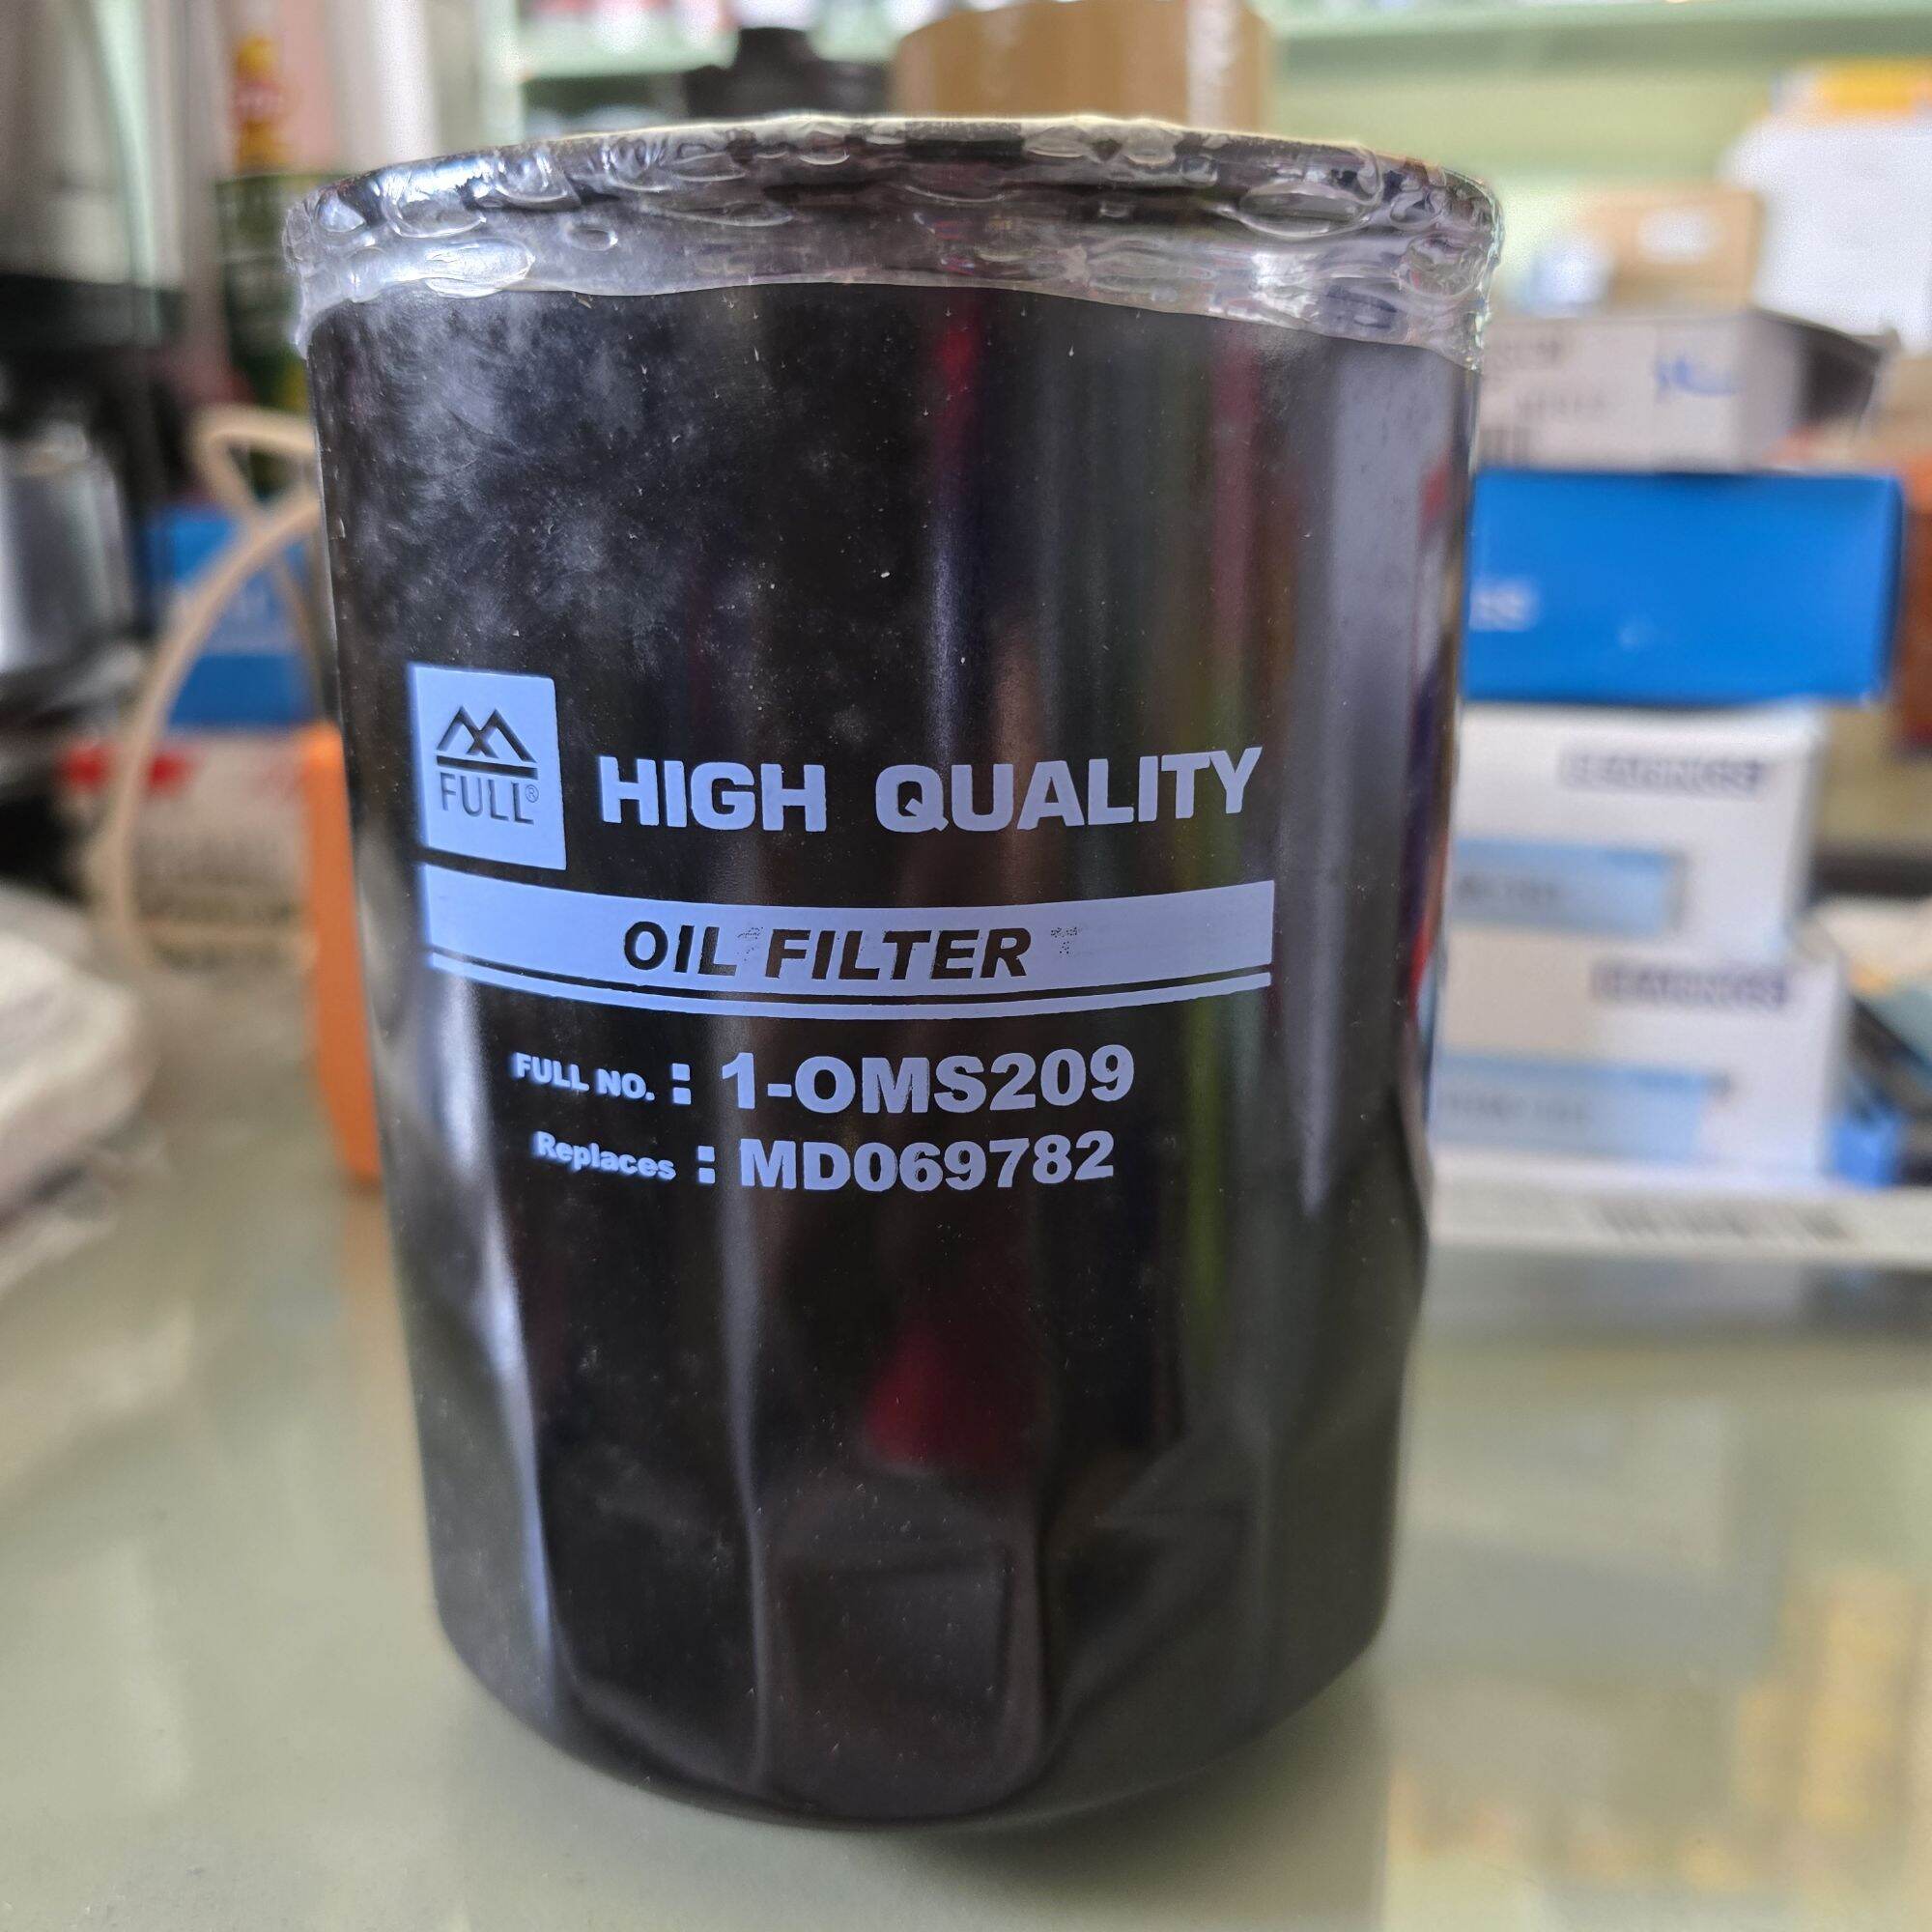 FULL®
HIGH QUALITY
OIL FILTER
FULL NO. : 1-OMS209
Replaces : MD069782